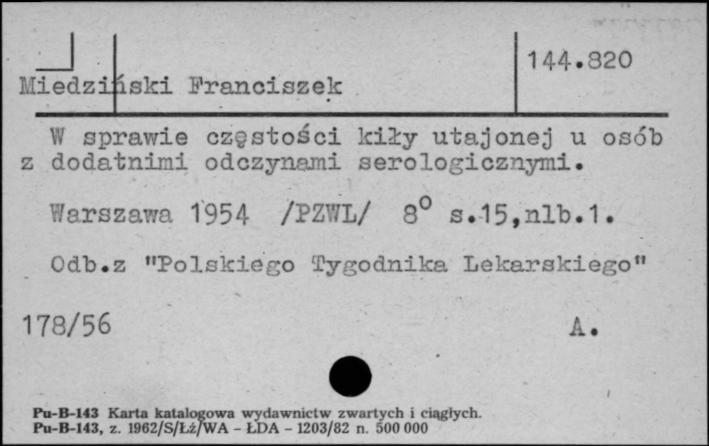 144.820
Miedziński Franciszek
W sprawie częstości kiły utajonej u osób
z dodatnimi odczynami serologicznymi.
Warszawa 1954 /PZWL/ 8⁰ s.15,nlb.1.
Odb.z "Polskiego Tygodnika Lekarskiego"
178/56 A.
Pu-B-143 Karta katalogowa wydawnictw zwartych i ciągłych.
Pu-B-143, z. 1962/S/Łź/WA – ŁDA – 1203/82 n. 500 000